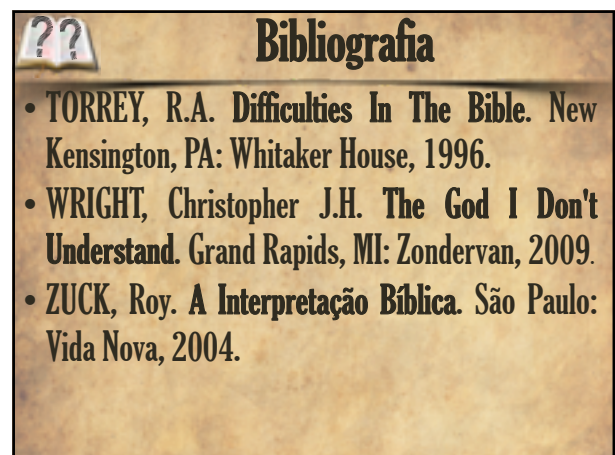 ??
Bibliografia
• TORREY, R.A. Difficulties In The Bible. New
Kensington, PA: Whitaker House, 1996.
• WRIGHT, Christopher J.H. The God I Don't
Understand. Grand Rapids, MI: Zondervan, 2009.
• ZUCK, Roy. A Interpretação Bíblica. São Paulo:
Vida Nova, 2004.